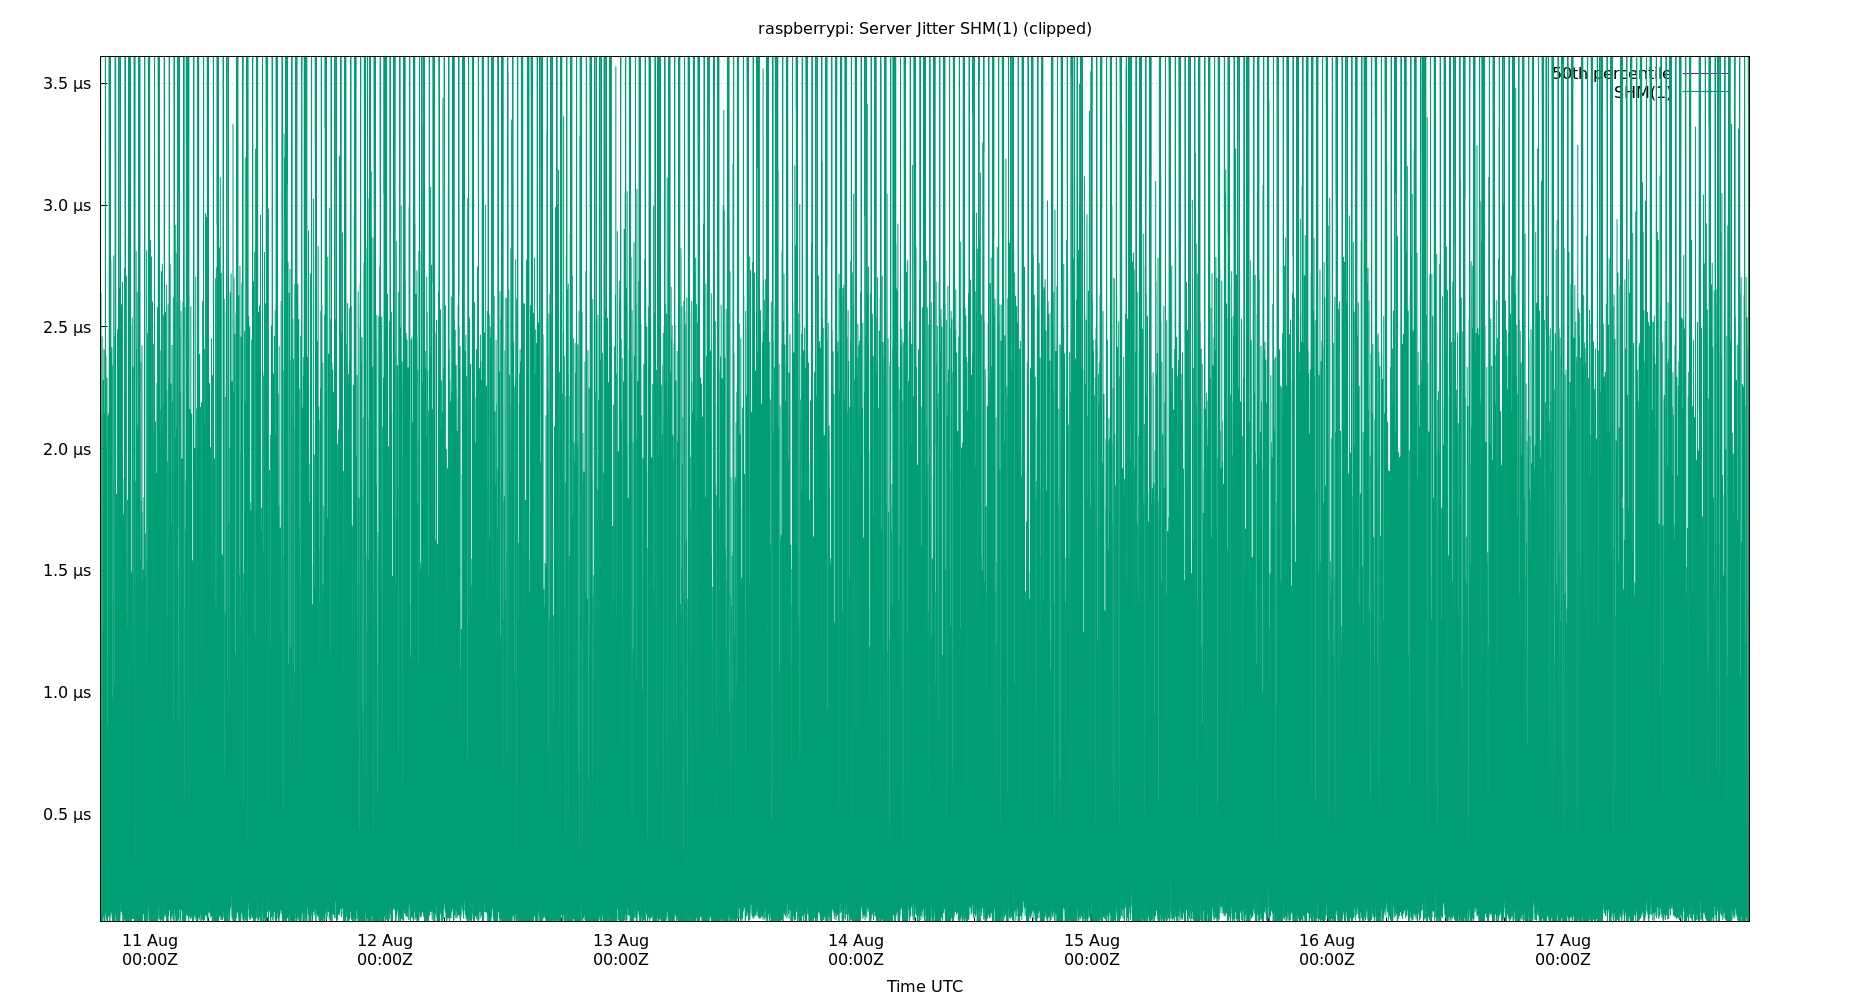 raspberrypi: Server Jitter SHM(1) (clipped)
50th percentile
SHM(1)
3.5 µs
3.0 µs
2.5 µs
2.0 µs
1.5 µs
1.0 µs
0.5 µs
11 Aug 12 Aug 13 Aug 14 Aug 15 Aug 16 Aug 17 Aug
00:00Z 00:00Z 00:00Z 00:00Z 00:00Z 00:00Z 00:00Z
Time UTC